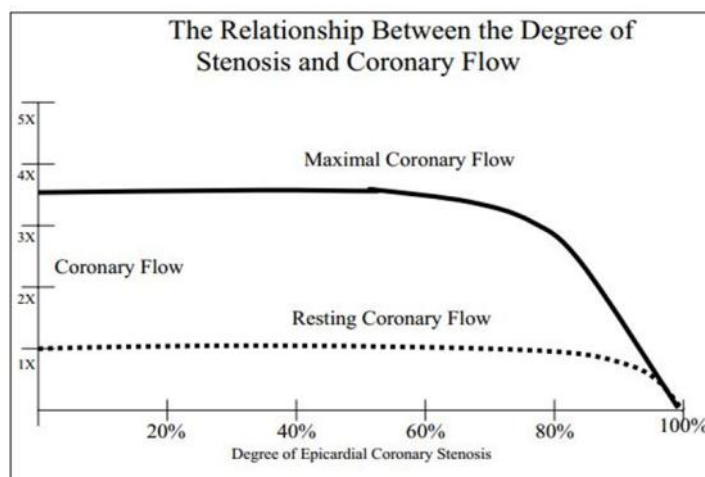 The Relationship Between the Degree of
Stenosis and Coronary Flow
5X
Maximal Coronary Flow
4X
3X
Coronary Flow
2X
Resting Coronary Flow
1X
20%
40%
60%
80%
100%
Degree of Epicardial Coronary Stenosis